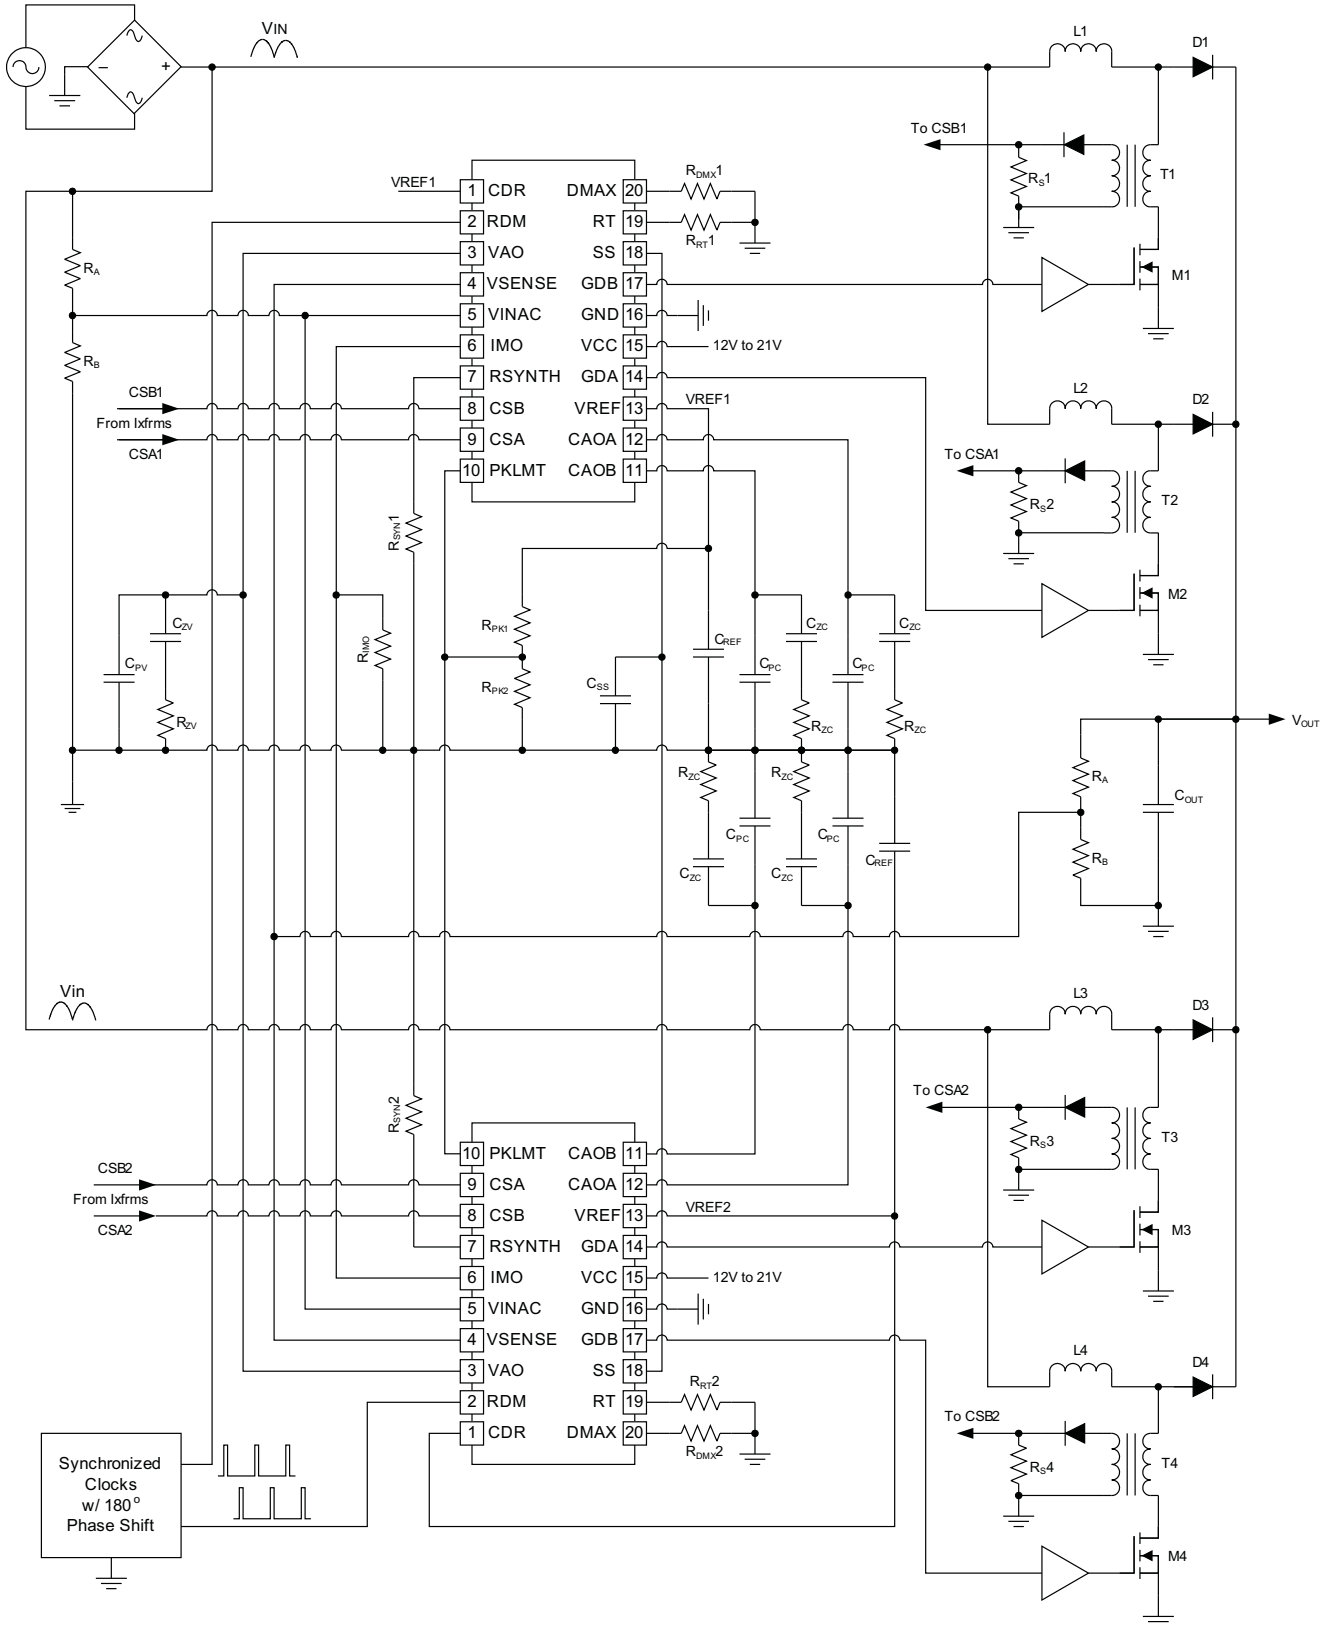 VIN
L1
D1
− +
To CSB1
RS1
T1
M1
VREF1
1 CDR
2 RDM
3 VAO
4 VSENSE
5 VINAC
6 IMO
7 RSYNTH
8 CSB
9 CSA
10 PKLMT
DMAX 20
RT 19
SS 18
GDB 17
GND 16
VCC 15
GDA 14
VREF 13
CAOA 12
CAOB 11
RDMX1
RRT1
12V to 21V
VREF1
RA
RB
CSB1
From Ixfrms
CSA1
L2
D2
To CSA1
RS2
T2
M2
RSYN1
CZV
CPV
RZV
RIMO
RPK1
RPK2
CSS
CREF
CPC
CZC
RZC
CPC
CZC
RZC
VOUT
RA
RB
COUT
RZC
CZC
CPC
RZC
CZC
CPC
CREF
Vin
L3
D3
To CSA2
RS3
T3
M3
RSYN2
CSB2
From Ixfrms
CSA2
10 PKLMT
9 CSA
8 CSB
7 RSYNTH
6 IMO
5 VINAC
4 VSENSE
3 VAO
2 RDM
1 CDR
CAOB 11
CAOA 12
VREF 13
GDA 14
VCC 15
GND 16
GDB 17
SS 18
RT 19
DMAX 20
VREF2
12V to 21V
RRT2
RDMX2
L4
D4
To CSB2
RS4
T4
M4
Synchronized
Clocks
w/ 180°
Phase Shift